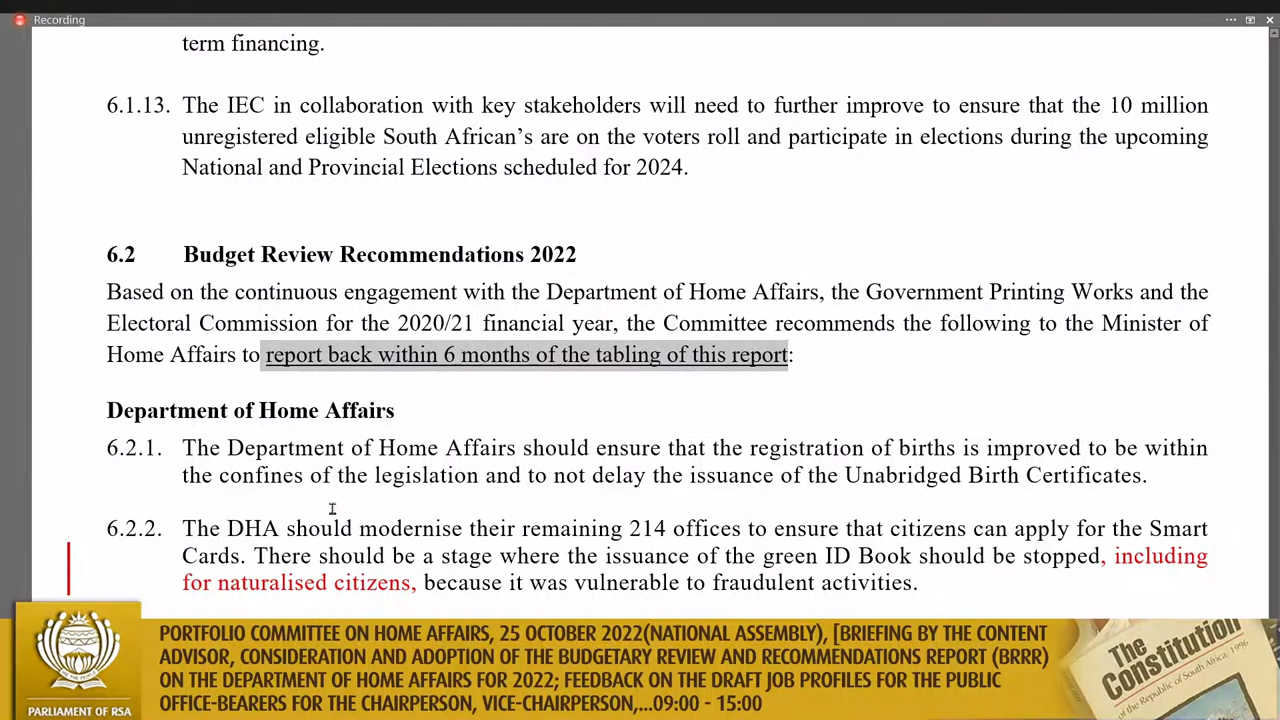 Recording
term financing.
6.1.13. The IEC in collaboration with key stakeholders will need to further improve to ensure that the 10 million
unregistered eligible South African's are on the voters roll and participate in elections during the upcoming
National and Provincial Elections scheduled for 2024.
6.2 Budget Review Recommendations 2022
Based on the continuous engagement with the Department of Home Affairs, the Government Printing Works and the
Electoral Commission for the 2020/21 financial year, the Committee recommends the following to the Minister of
Home Affairs to report back within 6 months of the tabling of this report:
Department of Home Affairs
6.2.1. The Department of Home Affairs should ensure that the registration of births is improved to be within
the confines of the legislation and to not delay the issuance of the Unabridged Birth Certificates.
6.2.2. The DHA should modernise their remaining 214 offices to ensure that citizens can apply for the Smart
Cards. There should be a stage where the issuance of the green ID Book should be stopped, including
for naturalised citizens, because it was vulnerable to fraudulent activities.
PORTFOLIO COMMITTEE ON HOME AFFAIRS, 25 OCTOBER 2022(NATIONAL ASSEMBLY), [BRIEFING BY THE CONTENT
ADVISOR, CONSIDERATION AND ADOPTION OF THE BUDGETARY REVIEW AND RECOMMENDATIONS REPORT (BRRR)
ON THE DEPARTMENT OF HOME AFFAIRS FOR 2022; FEEDBACK ON THE DRAFT JOB PROFILES FOR THE PUBLIC
OFFICE-BEARERS FOR THE CHAIRPERSON, VICE-CHAIRPERSON,...09:00 - 15:00
PARLIAMENT OF RSA
The
Constitution
of the Republic of South Africa, 1996